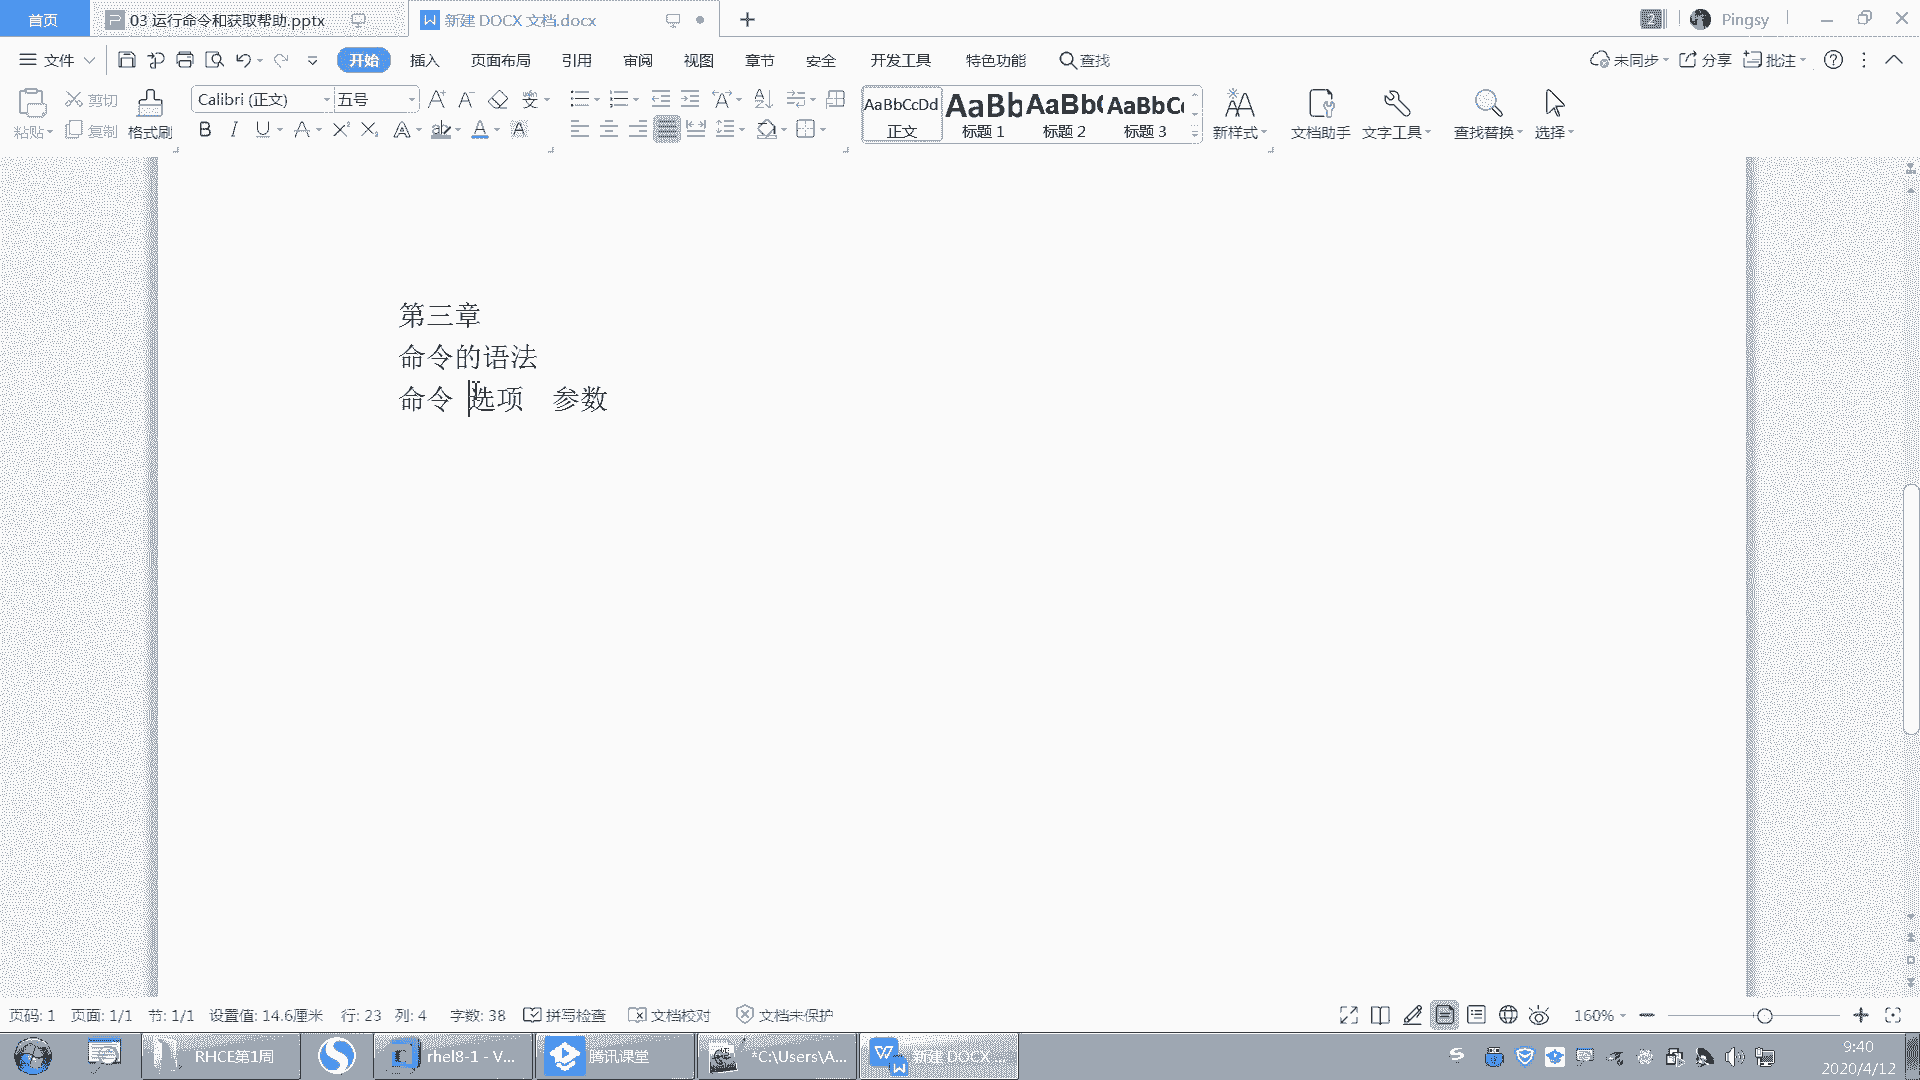 首页
03 运行命令和获取帮助.pptx
新建 DOCX 文档.docx
Pingsy
文件
开始
插入
页面布局
引用
审阅
视图
章节
安全
开发工具
特色功能
查找
未同步
分享
批注
粘贴
剪切
复制
格式刷
Calibri (正文)
五号
AaBbCcDd
正文
标题 1
标题 2
标题 3
新样式
文档助手
文字工具
查找替换
选择
第三章
命令的语法
命令 选项 参数
页码: 1 页面: 1/1 节: 1/1 设置值: 14.6厘米 行: 23 列: 4 字数: 38 拼写检查 文档校对 文档未保护
160%
RHCE第1周
rhel8-1 - V...
腾讯课堂
*C:\Users\A...
新建 DOCX ...
9:40
2020/4/12